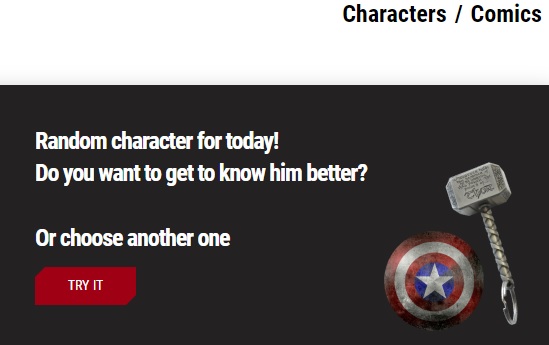 Characters / Comics
Random character for today!
Do you want to get to know him better?
Or choose another one
TRY IT